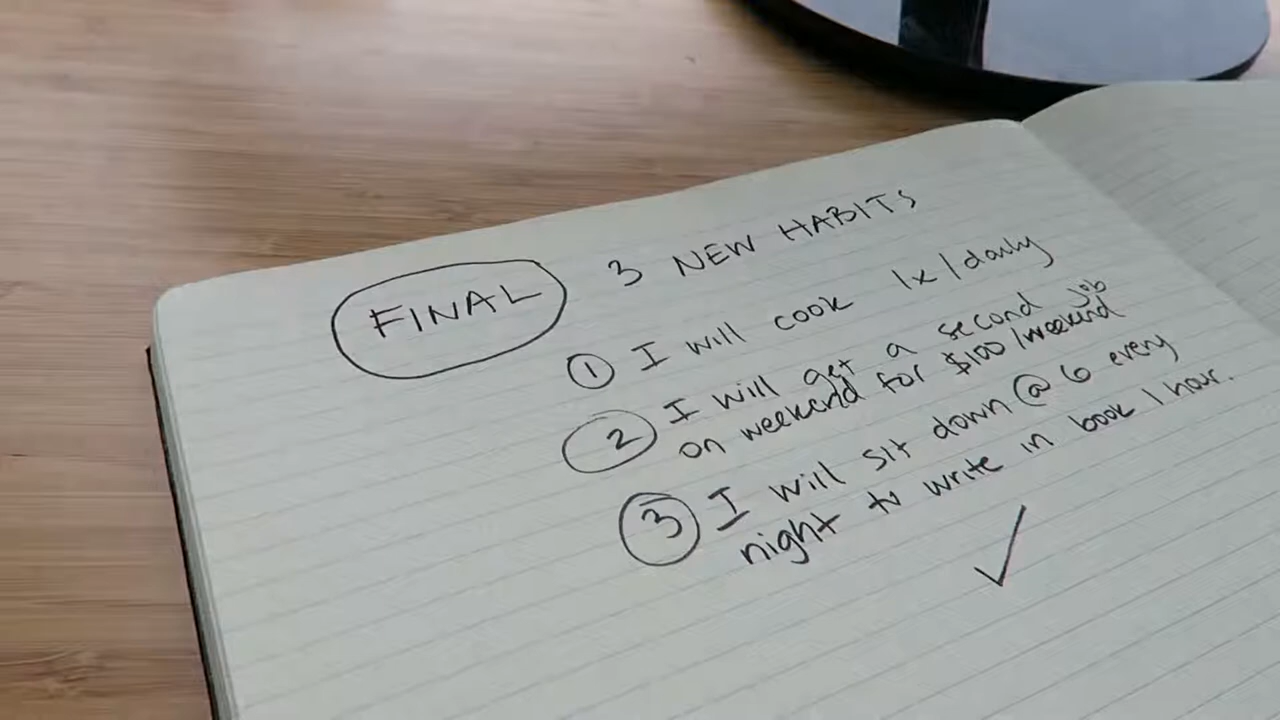 FINAL 3 NEW HABITS
1 I will cook 1x/daily
2 I will get a second job
on weekend for $100/weekend
3 I will sit down @ 6 every
night to write in book 1 hour.
✓